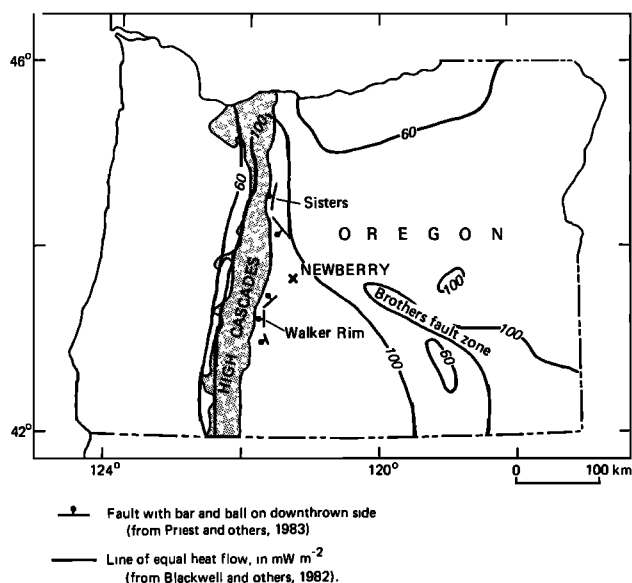 46°
60
100
60
Sisters
OREGON
NEWBERRY
100
HIGH CASCADES
Brothers fault zone
100
Walker Rim
100
60
42°
124°
120°
0 100 km
Fault with bar and ball on downthrown side
(from Priest and others, 1983)
Line of equal heat flow, in mW m⁻²
(from Blackwell and others, 1982).